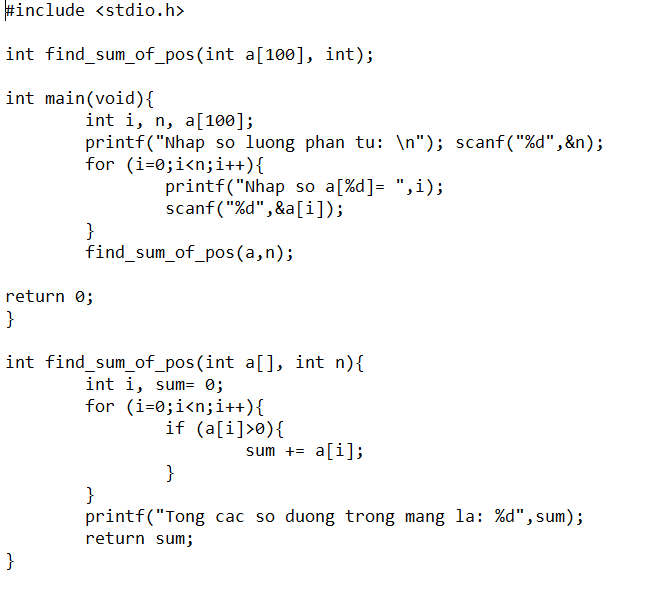 #include <stdio.h>
int find_sum_of_pos(int a[100], int);
int main(void){
int i, n, a[100];
printf("Nhap so luong phan tu: \n"); scanf("%d",&n);
for (i=0;i<n;i++){
printf("Nhap so a[%d]= ",i);
scanf("%d",&a[i]);
}
find_sum_of_pos(a,n);
return 0;
}
int find_sum_of_pos(int a[], int n){
int i, sum= 0;
for (i=0;i<n;i++){
if (a[i]>0){
sum += a[i];
}
}
printf("Tong cac so duong trong mang la: %d",sum);
return sum;
}